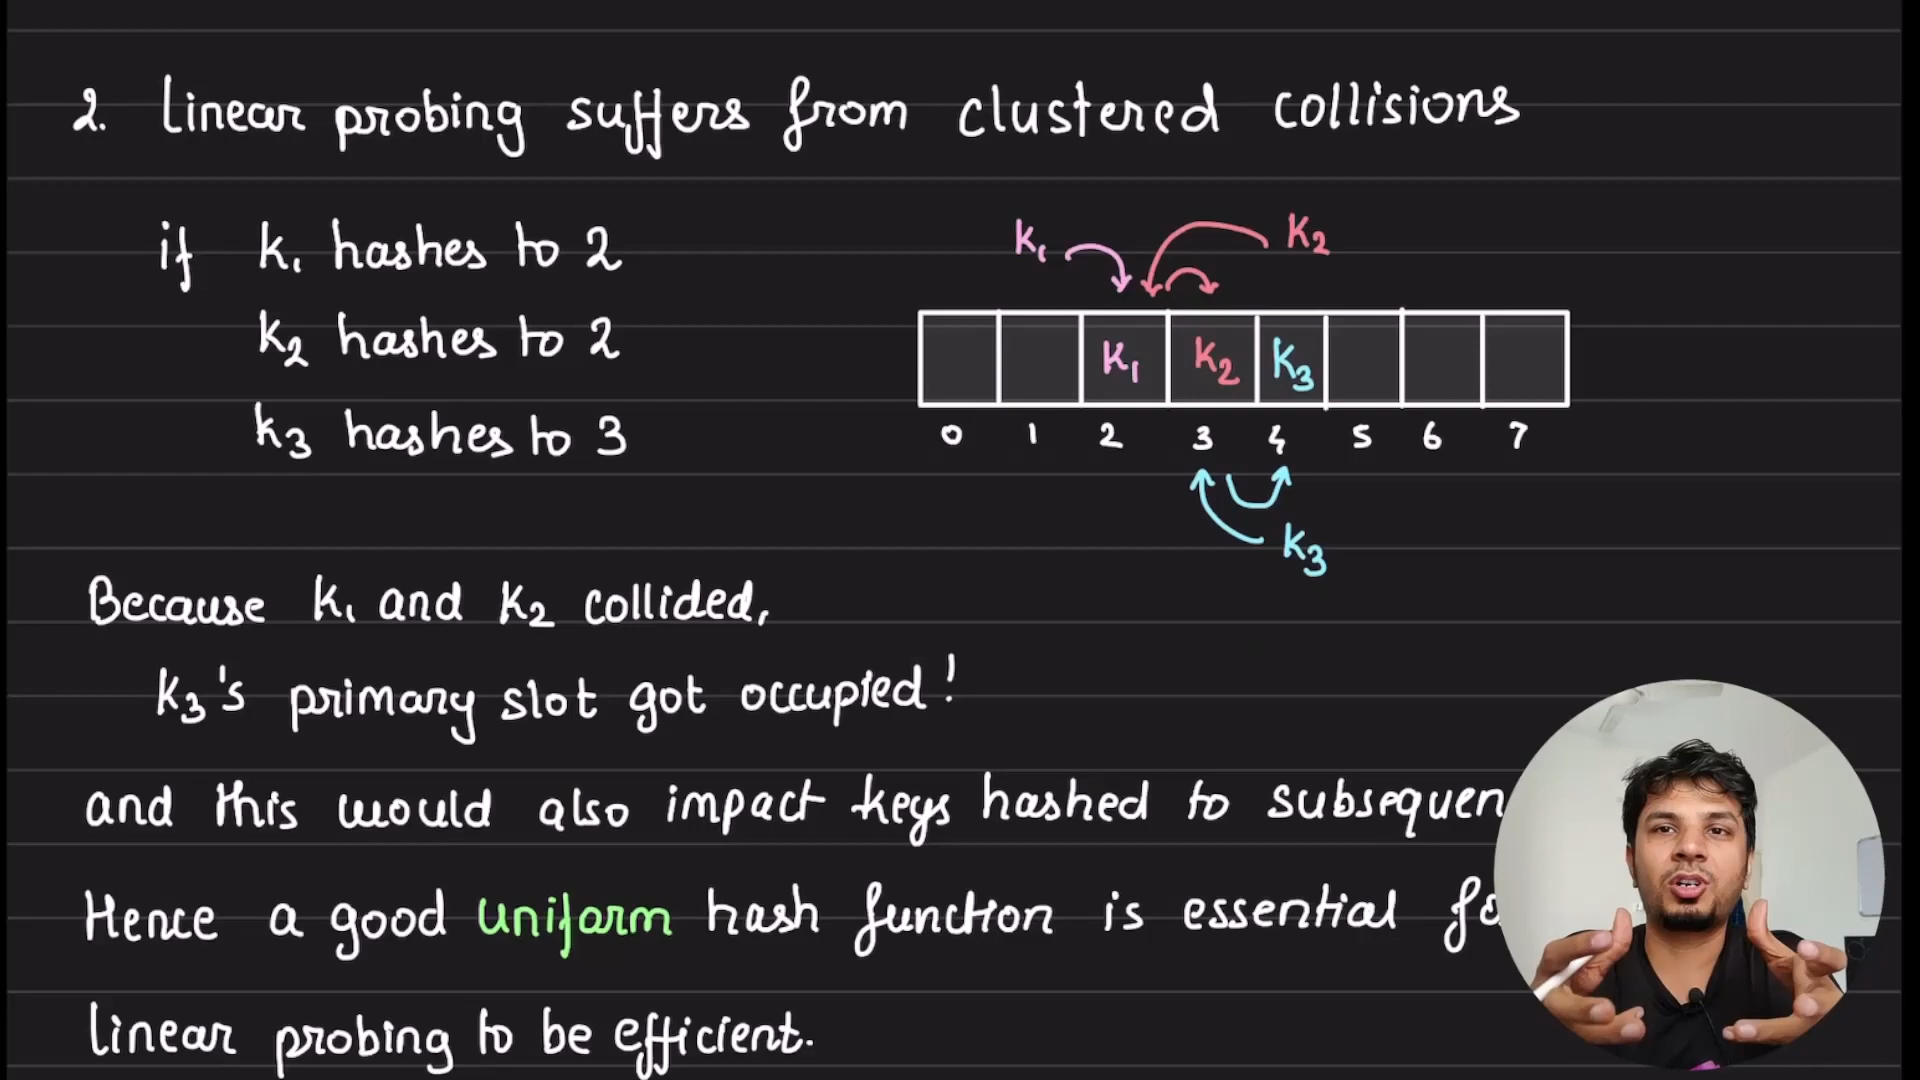 2. Linear probing suffers from clustered collisions
if k1 hashes to 2
k2 hashes to 2
k3 hashes to 3
k1 k2
k1 k2 k3
0 1 2 3 4 5 6 7
k3
Because k1 and k2 collided,
k3's primary slot got occupied!
and this would also impact keys hashed to
Hence a good uniform hash function is essential
linear probing to be efficient.